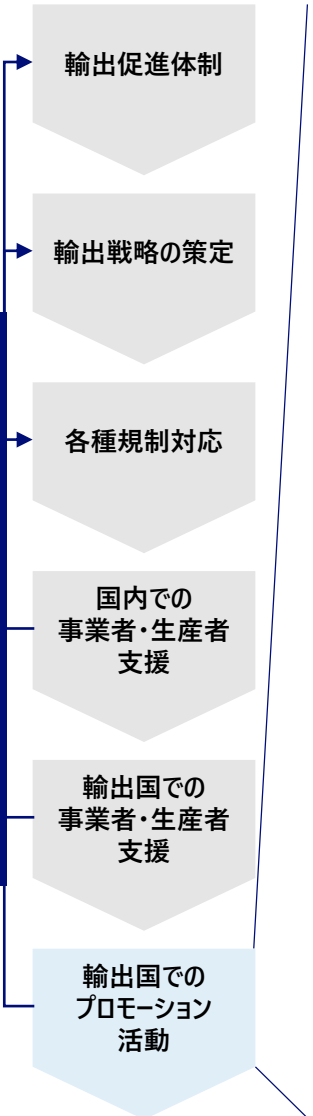 輸出促進体制
輸出戦略の策定
各種規制対応
国内での
事業者・生産者
支援
輸出国での
事業者・生産者
支援
輸出国での
プロモーション
活動